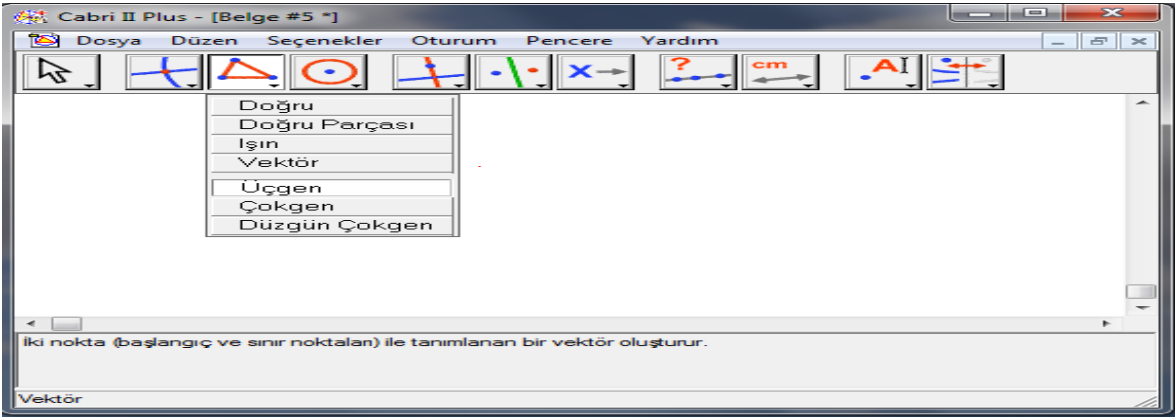 Cabri II Plus - [Belge #5 *]
Dosya Düzen Seçenekler Oturum Pencere Yardım
X ? cm A
Doğru
Doğru Parçası
Işın
Vektör
Üçgen
Çokgen
Düzgün Çokgen
İki nokta (başlangıç ve sınır noktaları) ile tanımlanan bir vektör oluşturur.
Vektör